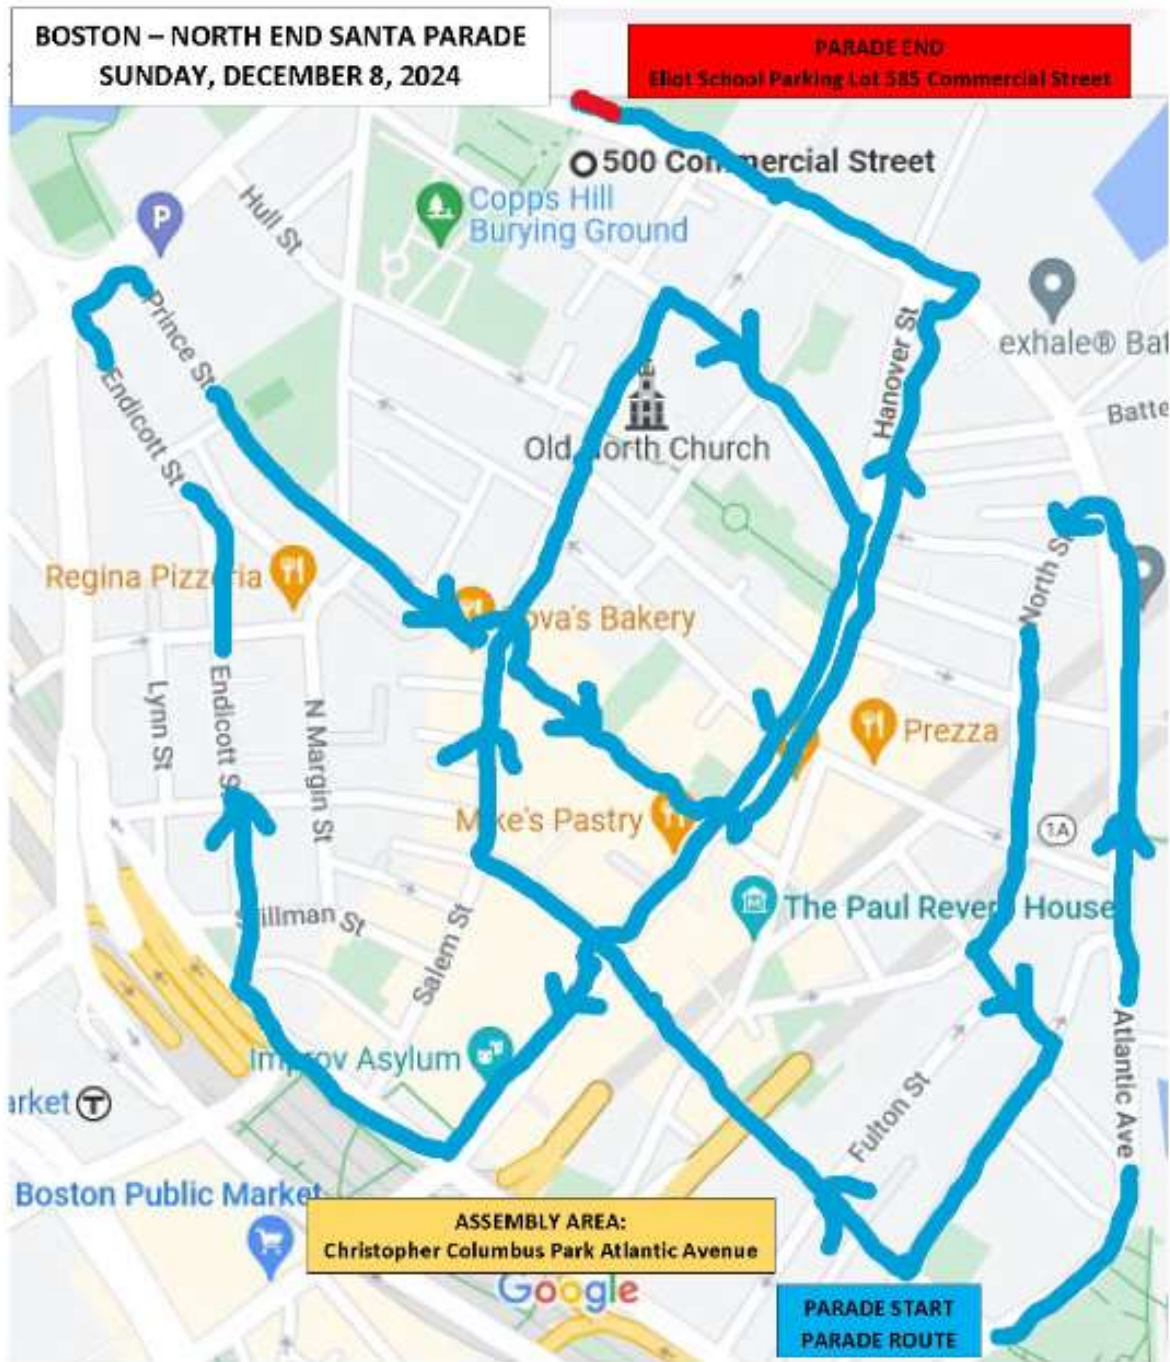 BOSTON – NORTH END SANTA PARADE
SUNDAY, DECEMBER 8, 2024
PARADE END
Eliot School Parking Lot 585 Commercial Street
500 Commercial Street
Copps Hill
Burying Ground
P
Hull St
Prince St
Hanover St
exhale® Bat
Endicott St
Batte
Old North Church
North St
Regina Pizzeria
ova's Bakery
Lynn St
Endicott S
N Margin St
Prezza
Mike's Pastry
1A
The Paul Revere House
Stillman St
Salem St
Improv Asylum
Atlantic Ave
arket T
Fulton St
Boston Public Market
ASSEMBLY AREA:
Christopher Columbus Park Atlantic Avenue
Google
PARADE START
PARADE ROUTE